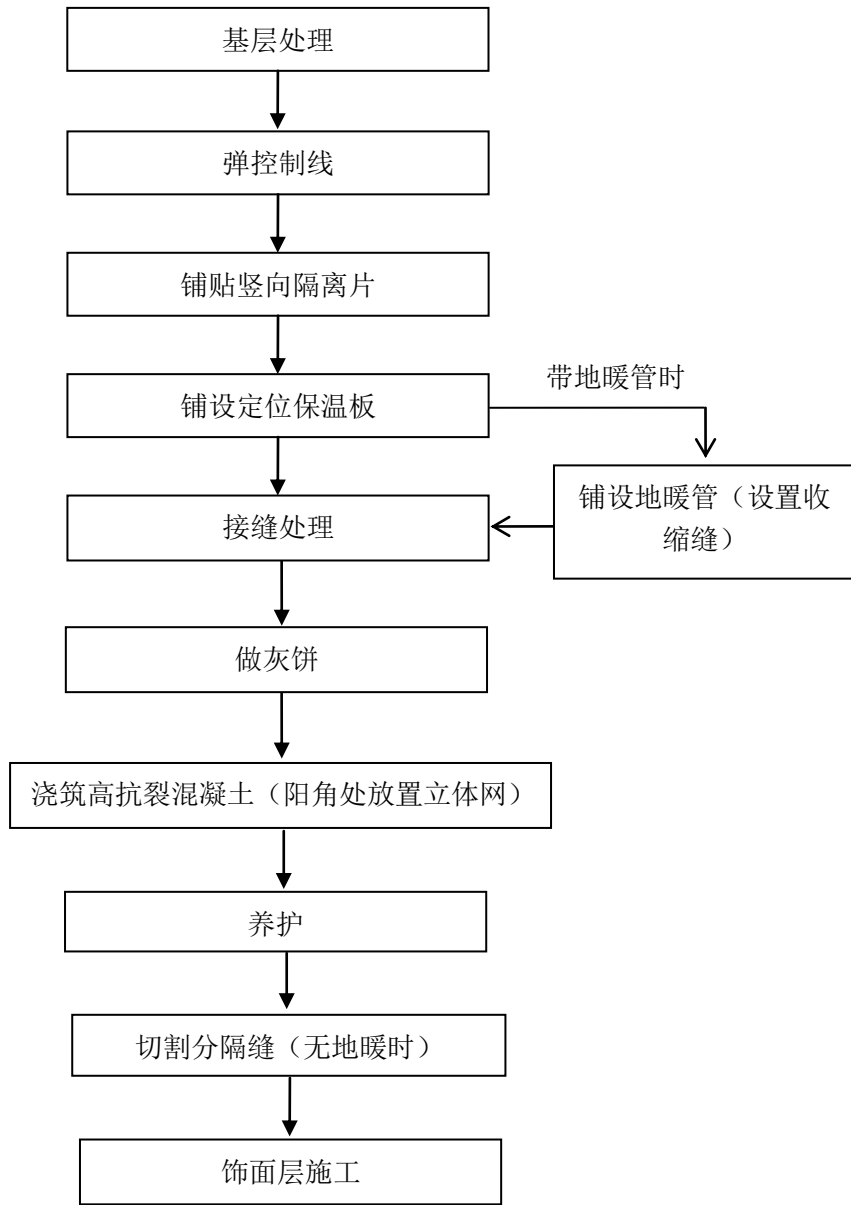 基层处理
弹控制线
铺贴竖向隔离片
铺设定位保温板
带地暖管时
铺设地暖管（设置收
缩缝）
接缝处理
做灰饼
浇筑高抗裂混凝土（阳角处放置立体网）
养护
切割分隔缝（无地暖时）
饰面层施工